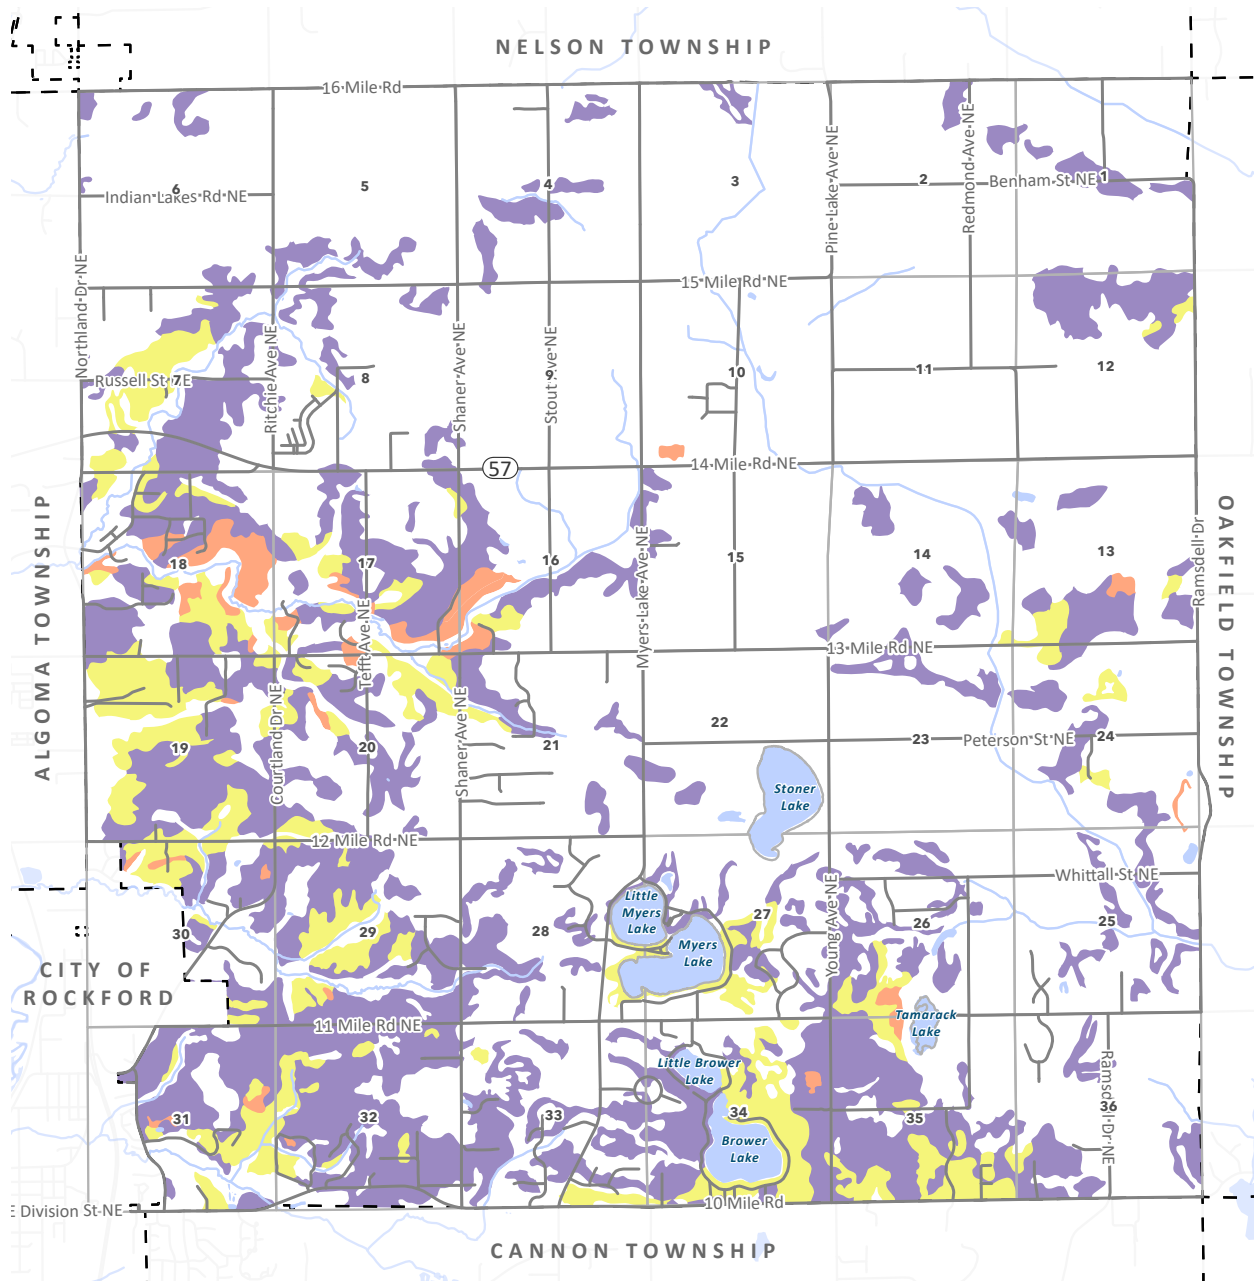 NELSON TOWNSHIP
16 Mile Rd
Pine Lake Ave NE
Redmond Ave NE
6
5
4
3
2
1
Indian Lakes Rd NE
Benham St NE
Northland Dr NE
15 Mile Rd NE
Ritchie Ave NE
Shaner Ave NE
Stout Ave NE
Russell St NE
7
8
9
10
11
12
57
14 Mile Rd NE
ALGOMA TOWNSHIP
OAKFIELD TOWNSHIP
Ramsdell Dr
Myers Lake Ave NE
18
17
16
15
14
13
Tefft Ave NE
13 Mile Rd NE
Courtland Dr NE
Shaner Ave NE
19
20
21
22
23
Peterson St NE
24
Stoner
Lake
12 Mile Rd NE
Whittall St NE
Little
Myers
Lake
Myers
Lake
Young Ave NE
30
29
28
27
26
25
CITY OF
ROCKFORD
11 Mile Rd NE
Tamarack
Lake
Little Brower
Lake
Ramsdell Dr NE
31
32
33
34
35
36
Brower
Lake
10 Mile Rd
E Division St NE
CANNON TOWNSHIP